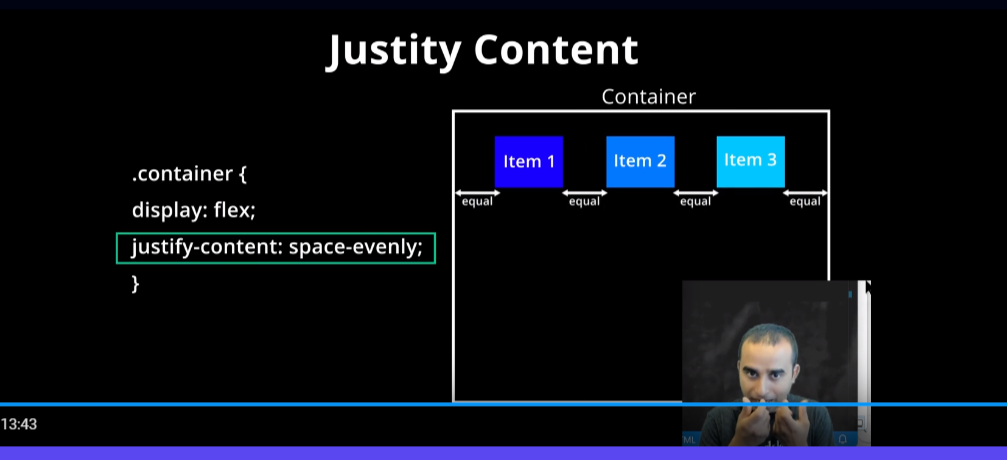 Justity Content
Container
.container {
display: flex;
justify-content: space-evenly;
}
Item 1 Item 2 Item 3
equal equal equal equal
13:43
ML